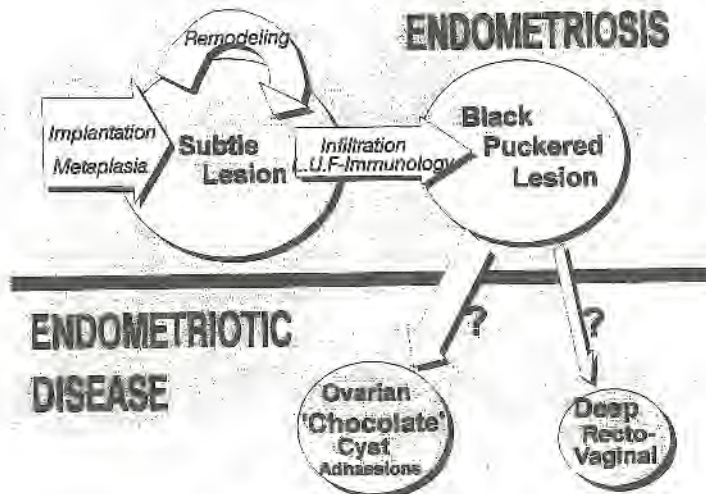 ENDOMETRIOSIS
Remodeling
Implantation
Metaplasia
Subtle
Lesion
Infiltration
L.U.F-Immunology
Black
Puckered
Lesion
ENDOMETRIOTIC
DISEASE
?
?
Ovarian
'Chocolate'
Cyst
Adhaesions
Deep
Recto-
Vaginal